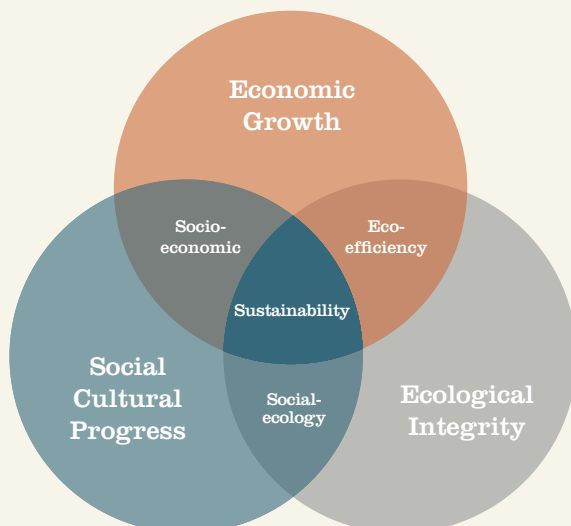 Economic
Growth
Socio-
economic
Eco-
efficiency
Sustainability
Social
Cultural
Progress
Social-
ecology
Ecological
Integrity